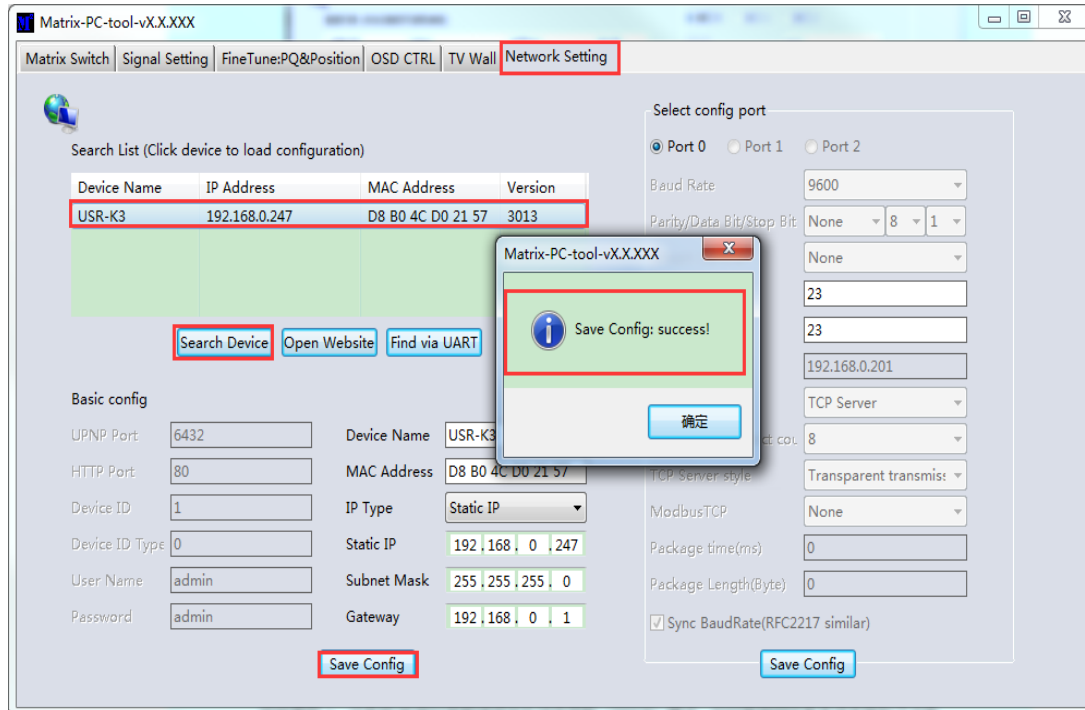 Matrix-PC-tool-vX.X.XXX
Matrix Switch Signal Setting FineTune:PQ&Position OSD CTRL TV Wall Network Setting
Search List (Click device to load configuration)
Device Name IP Address MAC Address Version
USR-K3 192.168.0.247 D8 B0 4C D0 21 57 3013
Search Device Open Website Find via UART
Basic config
UPNP Port 6432
HTTP Port 80
Device ID 1
Device ID Type 0
User Name admin
Password admin
Device Name USR-K3
MAC Address D8 B0 4C D0 21 57
IP Type Static IP
Static IP 192 . 168 . 0 . 247
Subnet Mask 255 . 255 . 255 . 0
Gateway 192 . 168 . 0 . 1
Save Config
Matrix-PC-tool-vX.X.XXX
Save Config: success!
确定
Select config port
Port 0 Port 1 Port 2
Baud Rate 9600
Parity/Data Bit/Stop Bit None 8 1
None
23
23
192.168.0.201
TCP Server
8
TCP Server style Transparent transmis
ModbusTCP None
Package time(ms) 0
Package Length(Byte) 0
Sync BaudRate(RFC2217 similar)
Save Config